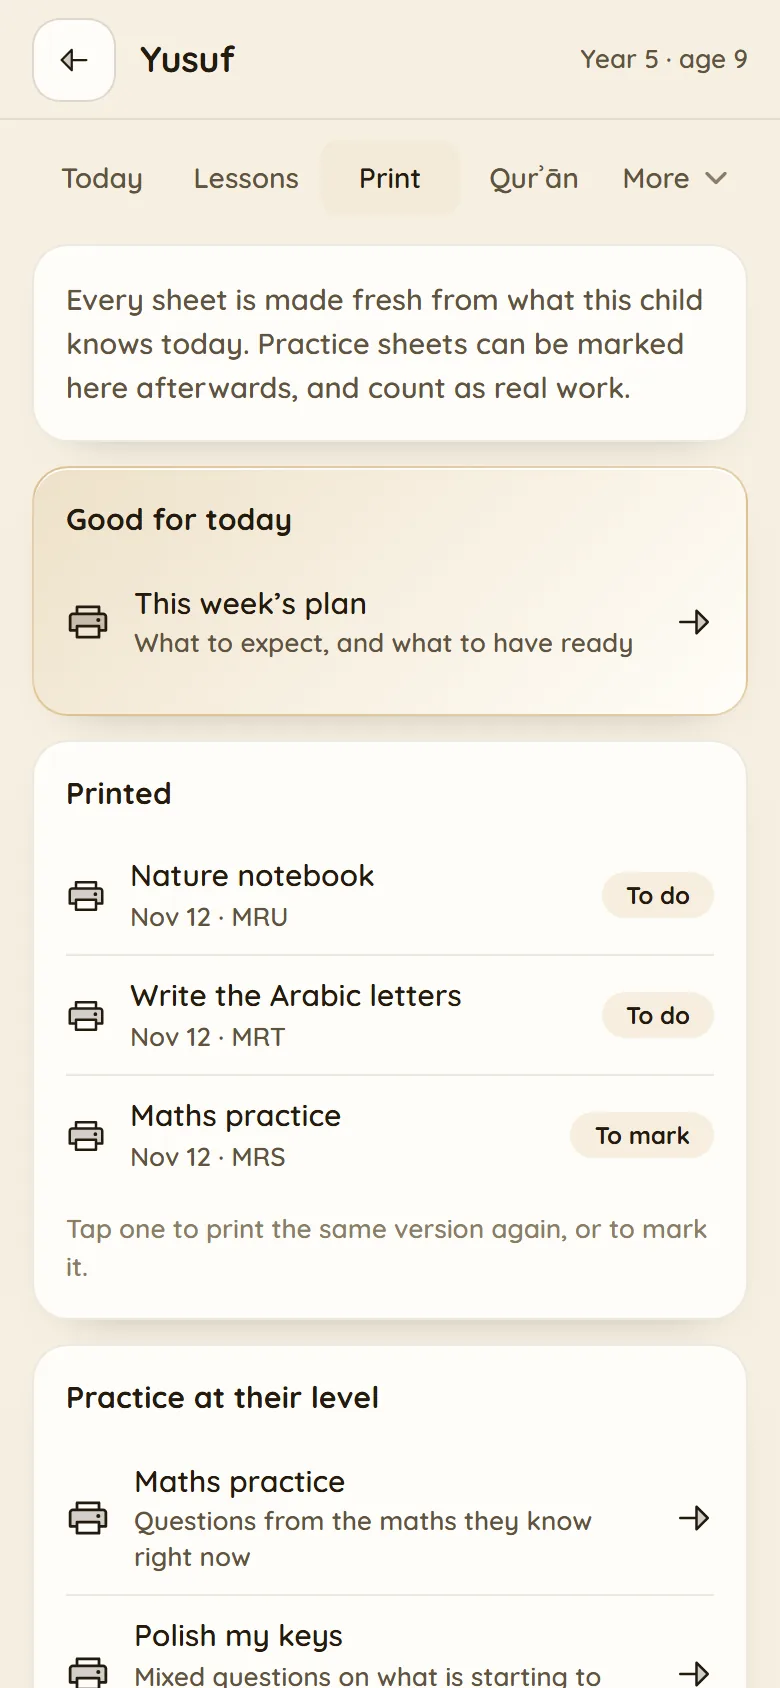 Yusuf
Year 5 · age 9
Today
Lessons
Print
Qurʾān
More
Every sheet is made fresh from what this child
knows today. Practice sheets can be marked
here afterwards, and count as real work.
Good for today
This week’s plan
What to expect, and what to have ready
Printed
Nature notebook
Nov 12 · MRU
To do
Write the Arabic letters
Nov 12 · MRT
To do
Maths practice
Nov 12 · MRS
To mark
Tap one to print the same version again, or to mark
it.
Practice at their level
Maths practice
Questions from the maths they know
right now
Polish my keys
Mixed questions on what is starting to